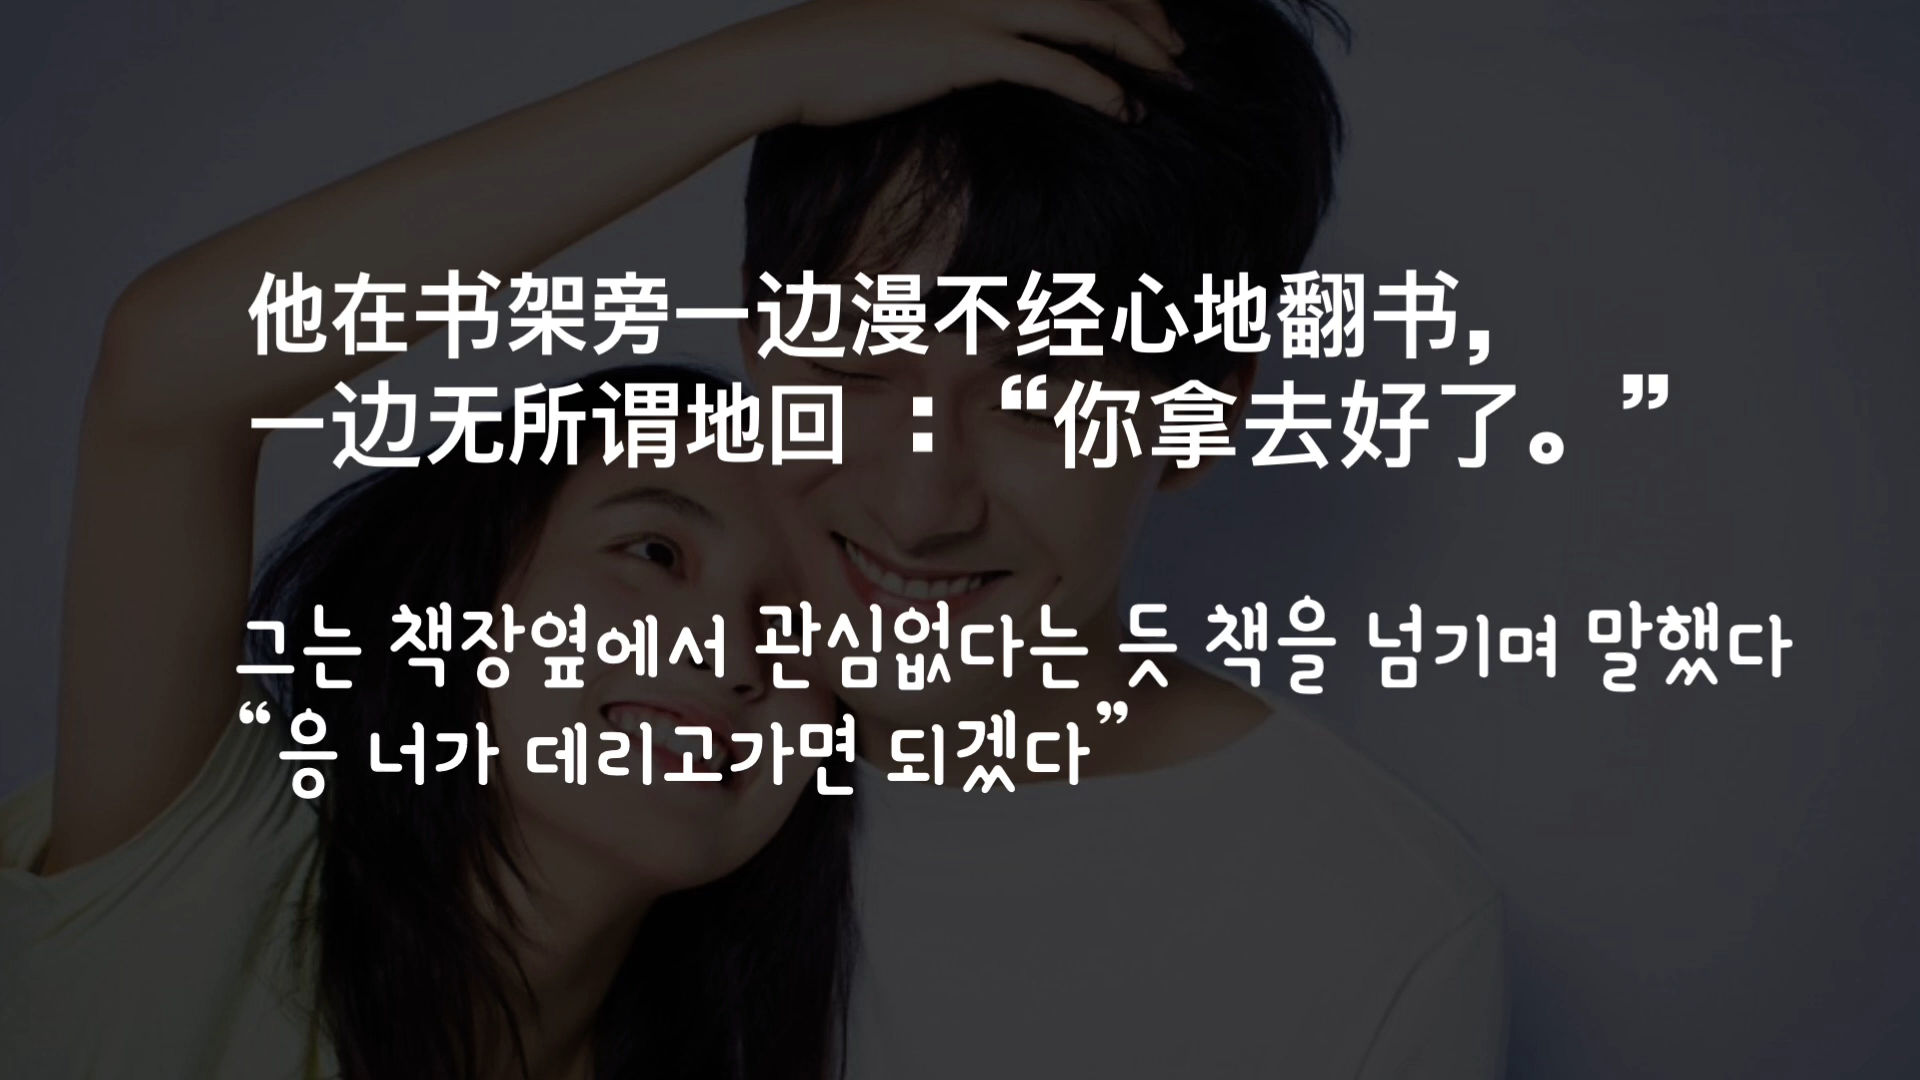 他在书架旁一边漫不经心地翻书，
一边无所谓地回 ：“你拿去好了。”
그는 책장옆에서 관심없다는 듯 책을 넘기며 말했다
“응 너가 데리고가면 되겠다”